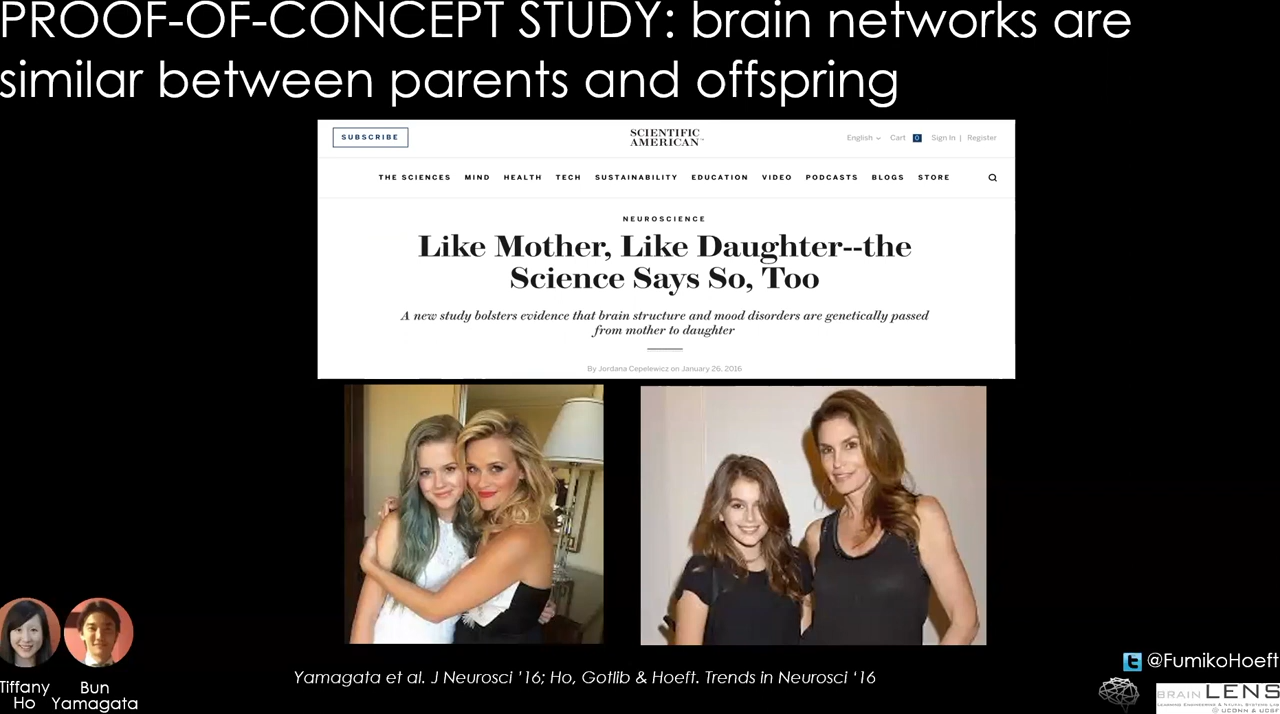 PROOF-OF-CONCEPT STUDY: brain networks are
similar between parents and offspring
SUBSCRIBE
SCIENTIFIC
AMERICAN™
English
Cart
0
Sign In | Register
THE SCIENCES MIND HEALTH TECH SUSTAINABILITY EDUCATION VIDEO PODCASTS BLOGS STORE
NEUROSCIENCE
Like Mother, Like Daughter--the
Science Says So, Too
A new study bolsters evidence that brain structure and mood disorders are genetically passed
from mother to daughter
By Jordana Cepelewicz on January 26, 2016
Tiffany
Ho
Bun
Yamagata
Yamagata et al. J Neurosci ’16; Ho, Gotlib & Hoeft. Trends in Neurosci ‘16
@FumikoHoeft
BRAIN LENS
@ UCONN & UCSF